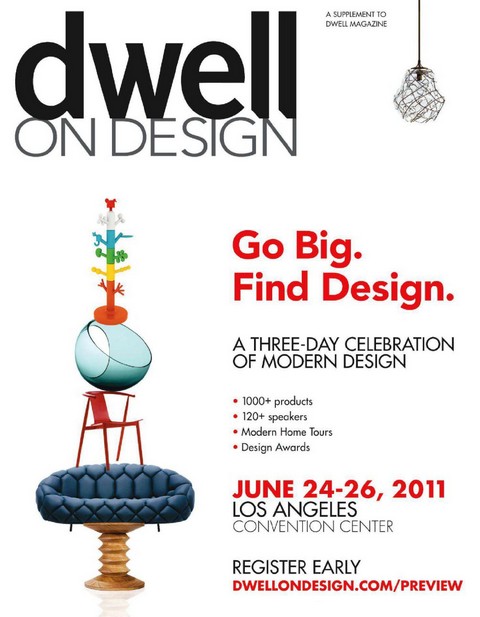 A SUPPLEMENT TO
DWELL MAGAZINE
dwell
ON DESIGN
Go Big.
Find Design.
A THREE-DAY CELEBRATION
OF MODERN DESIGN
• 1000+ products
• 120+ speakers
• Modern Home Tours
• Design Awards
JUNE 24-26, 2011
LOS ANGELES
CONVENTION CENTER
REGISTER EARLY
DWELLONDESIGN.COM/PREVIEW